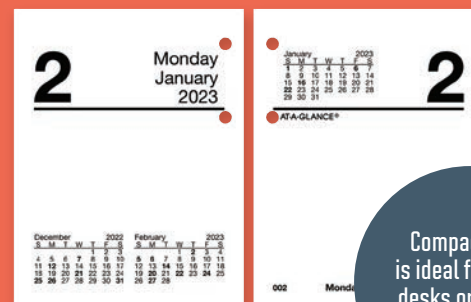 2
Monday
January
2023
December 2022
S M T W T F S
1 2 3
4 5 6 7 8 9 10
11 12 13 14 15 16 17
18 19 20 21 22 23 24
25 26 27 28 29 30 31
February 2023
S M T W T F S
1 2 3 4
5 6 7 8 9 10 11
12 13 14 15 16 17 18
19 20 21 22 23 24 25
26 27 28
January 2023
S M T W T F S
1 2 3 4 5 6 7
8 9 10 11 12 13 14
15 16 17 18 19 20 21
22 23 24 25 26 27 28
29 30 31
2
AT-A-GLANCE®
002 Monda
Compa
is ideal f
desks or